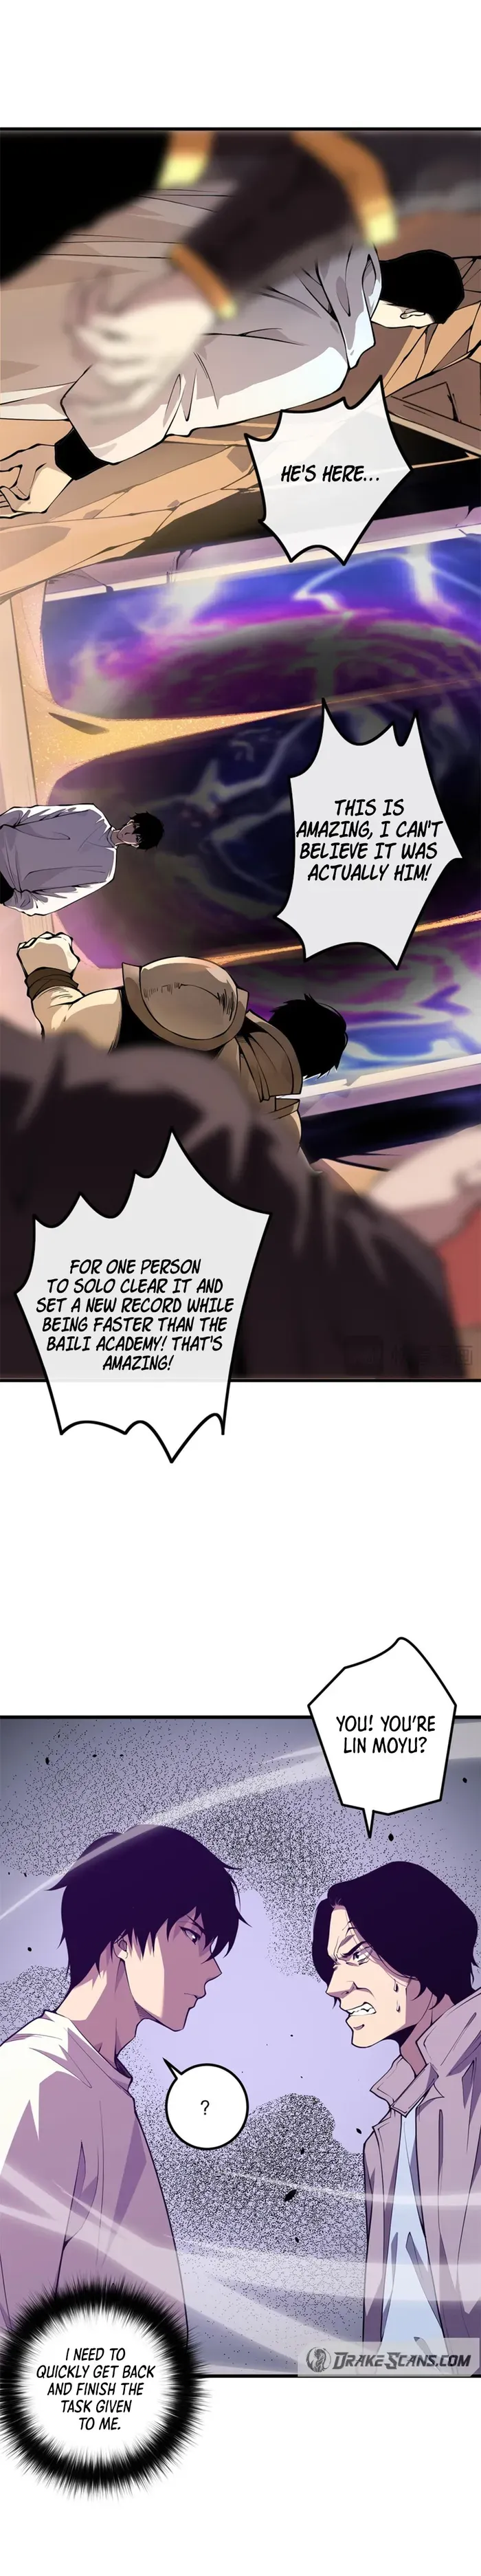 HE'S HERE...
THIS IS
AMAZING, I CAN'T
BELIEVE IT WAS
ACTUALLY HIM!
FOR ONE PERSON
TO SOLO CLEAR IT AND
SET A NEW RECORD WHILE
BEING FASTER THAN THE
BAILI ACADEMY! THAT'S
AMAZING!
YOU! YOU'RE
LIN MOYU?
?
I NEED TO
QUICKLY GET BACK
AND FINISH THE
TASK GIVEN
TO ME.
DRAKESCANS.COM